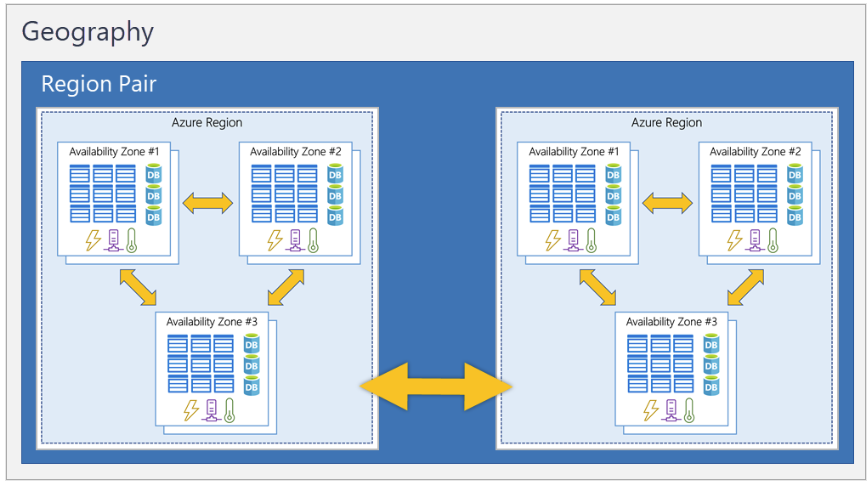 Geography
Region Pair
Azure Region
Availability Zone #1
DB
DB
DB
Availability Zone #2
DB
DB
DB
Availability Zone #3
DB
DB
DB
Azure Region
Availability Zone #1
DB
DB
DB
Availability Zone #2
DB
DB
DB
Availability Zone #3
DB
DB
DB